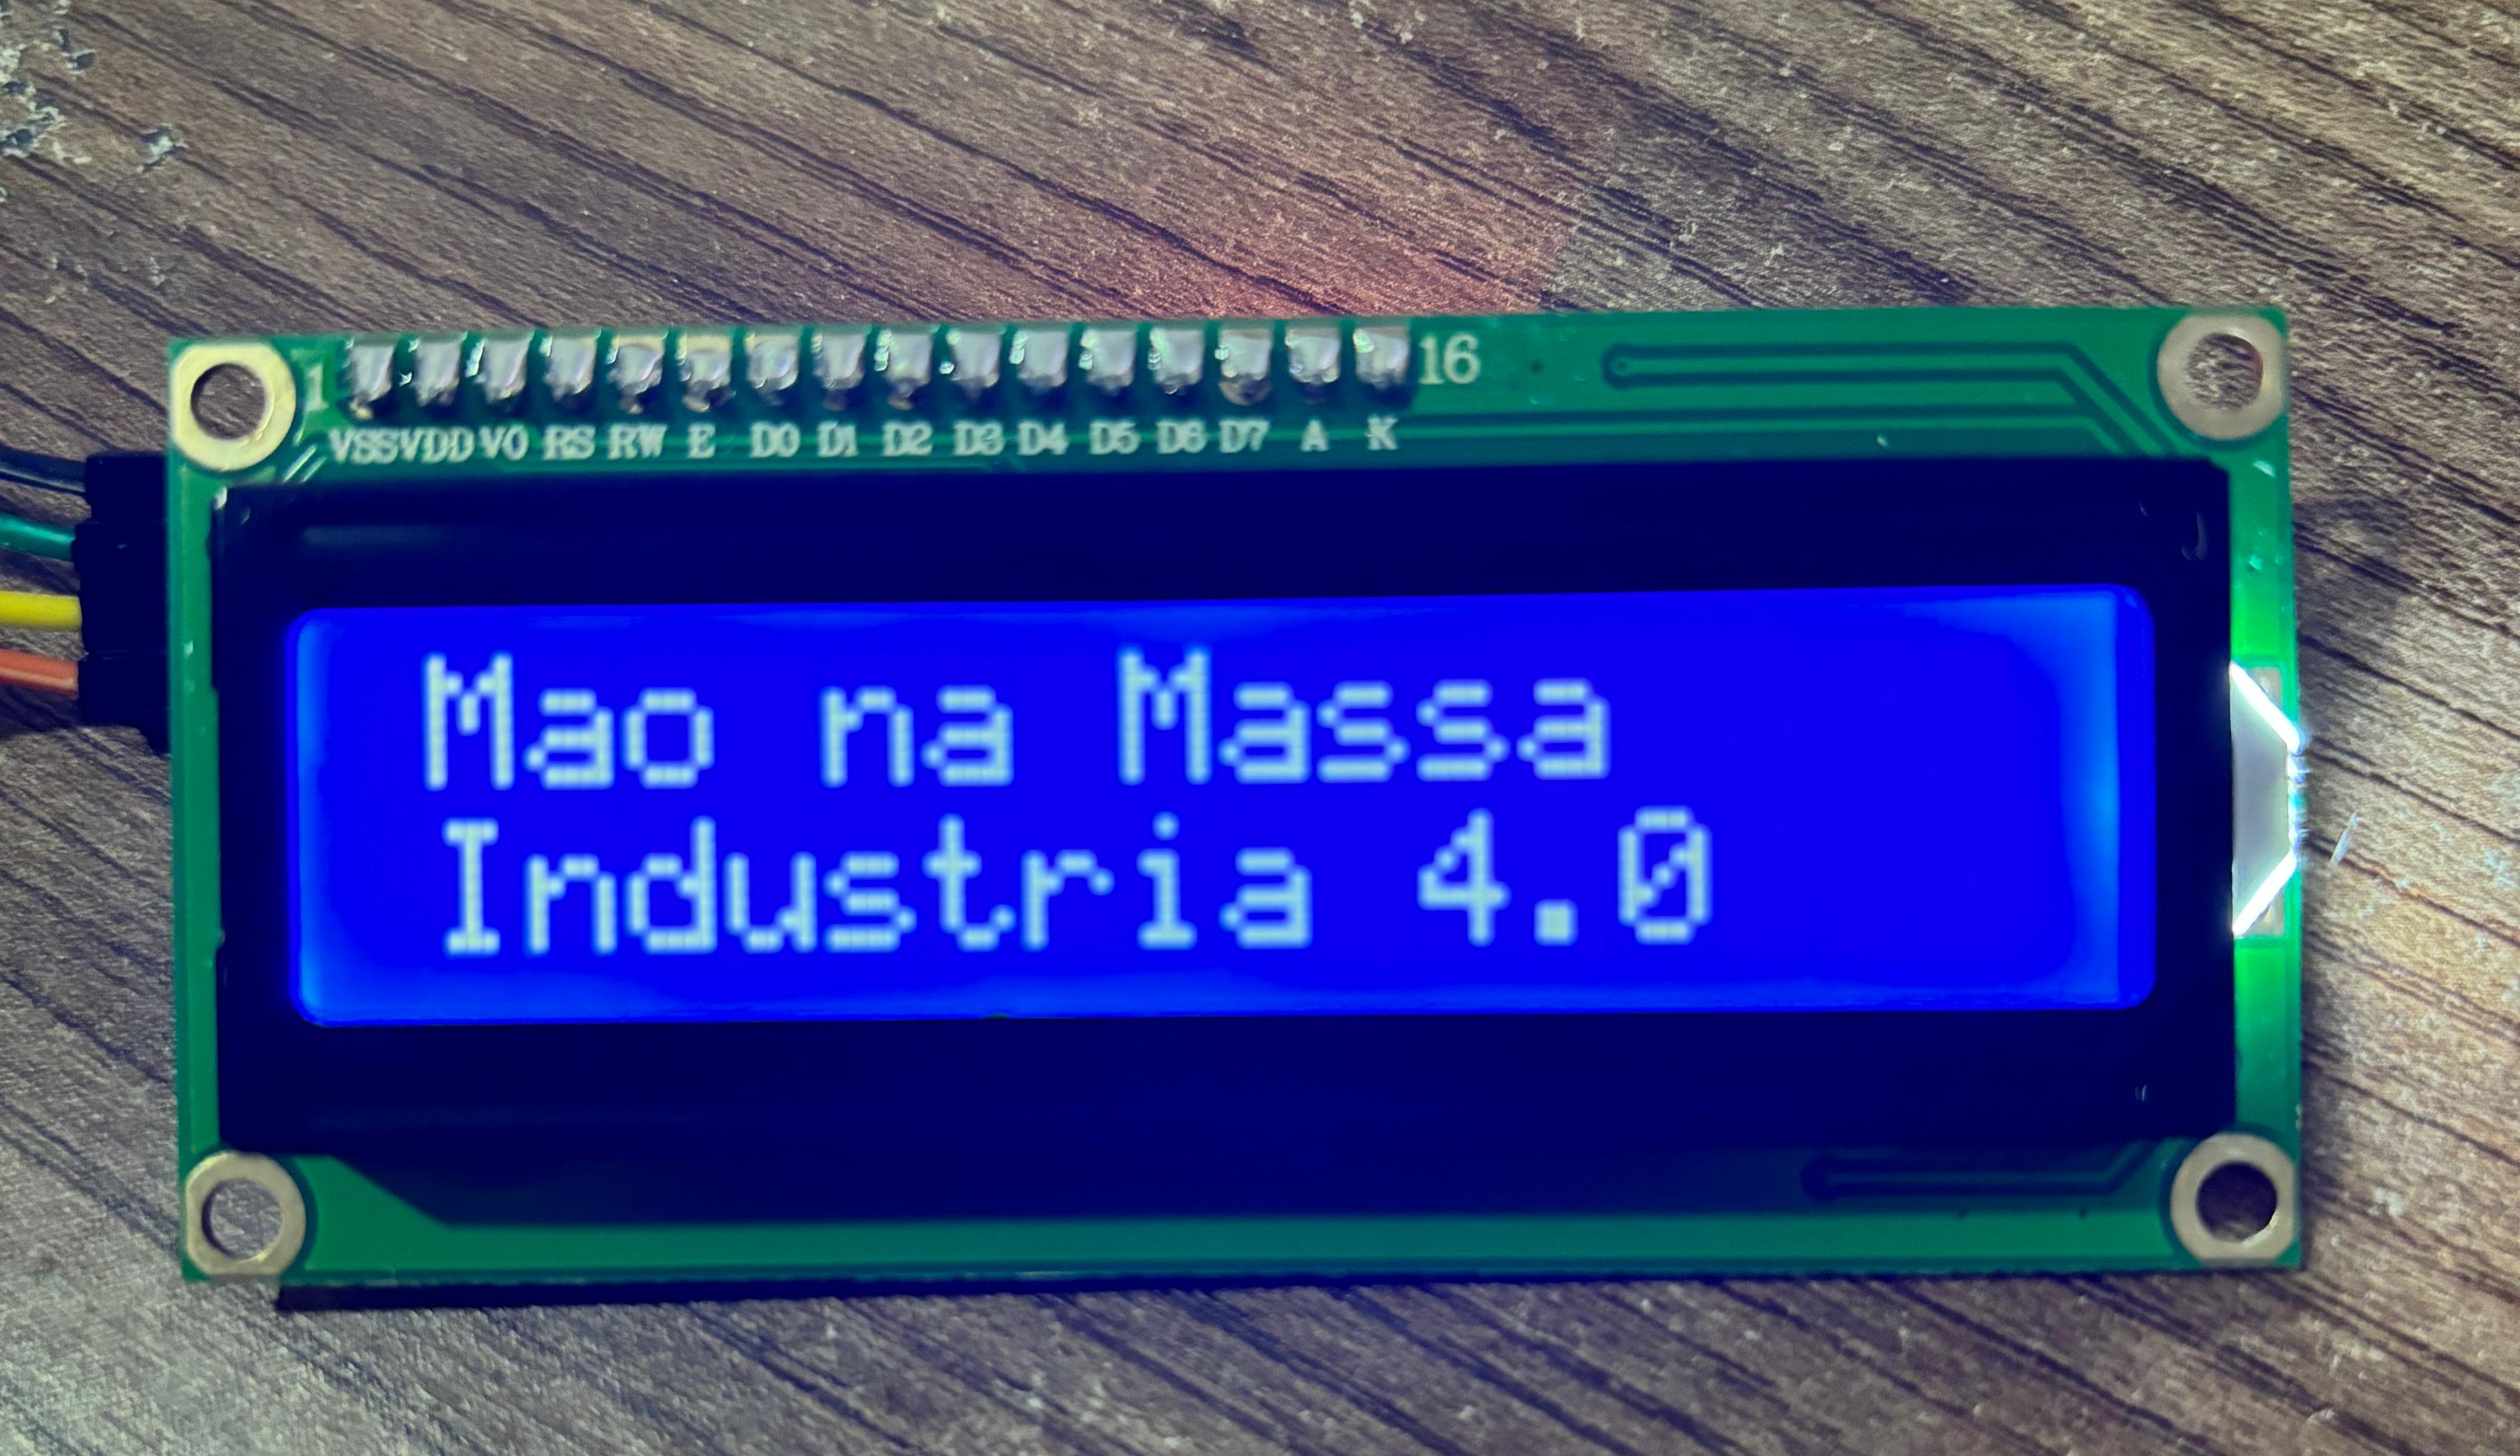 1 16
VSS VDD V0 RS RW E D0 D1 D2 D3 D4 D5 D6 D7 A K
Mao na Massa
Industria 4.0